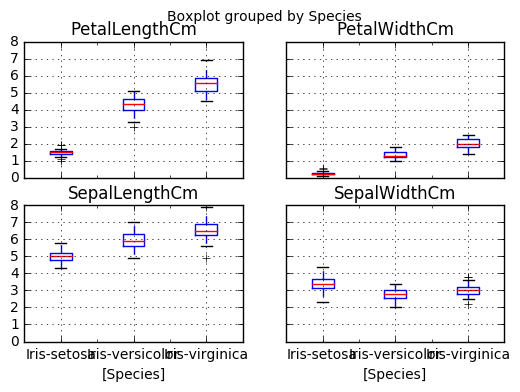 Boxplot grouped by Species
PetalLengthCm
PetalWidthCm
8
7
6
5
4
3
2
1
0
SepalLengthCm
SepalWidthCm
8
7
6
5
4
3
2
1
0
Iris-setosa Iris-versicolor Iris-virginica
Iris-setosa Iris-versicolor Iris-virginica
[Species]
[Species]